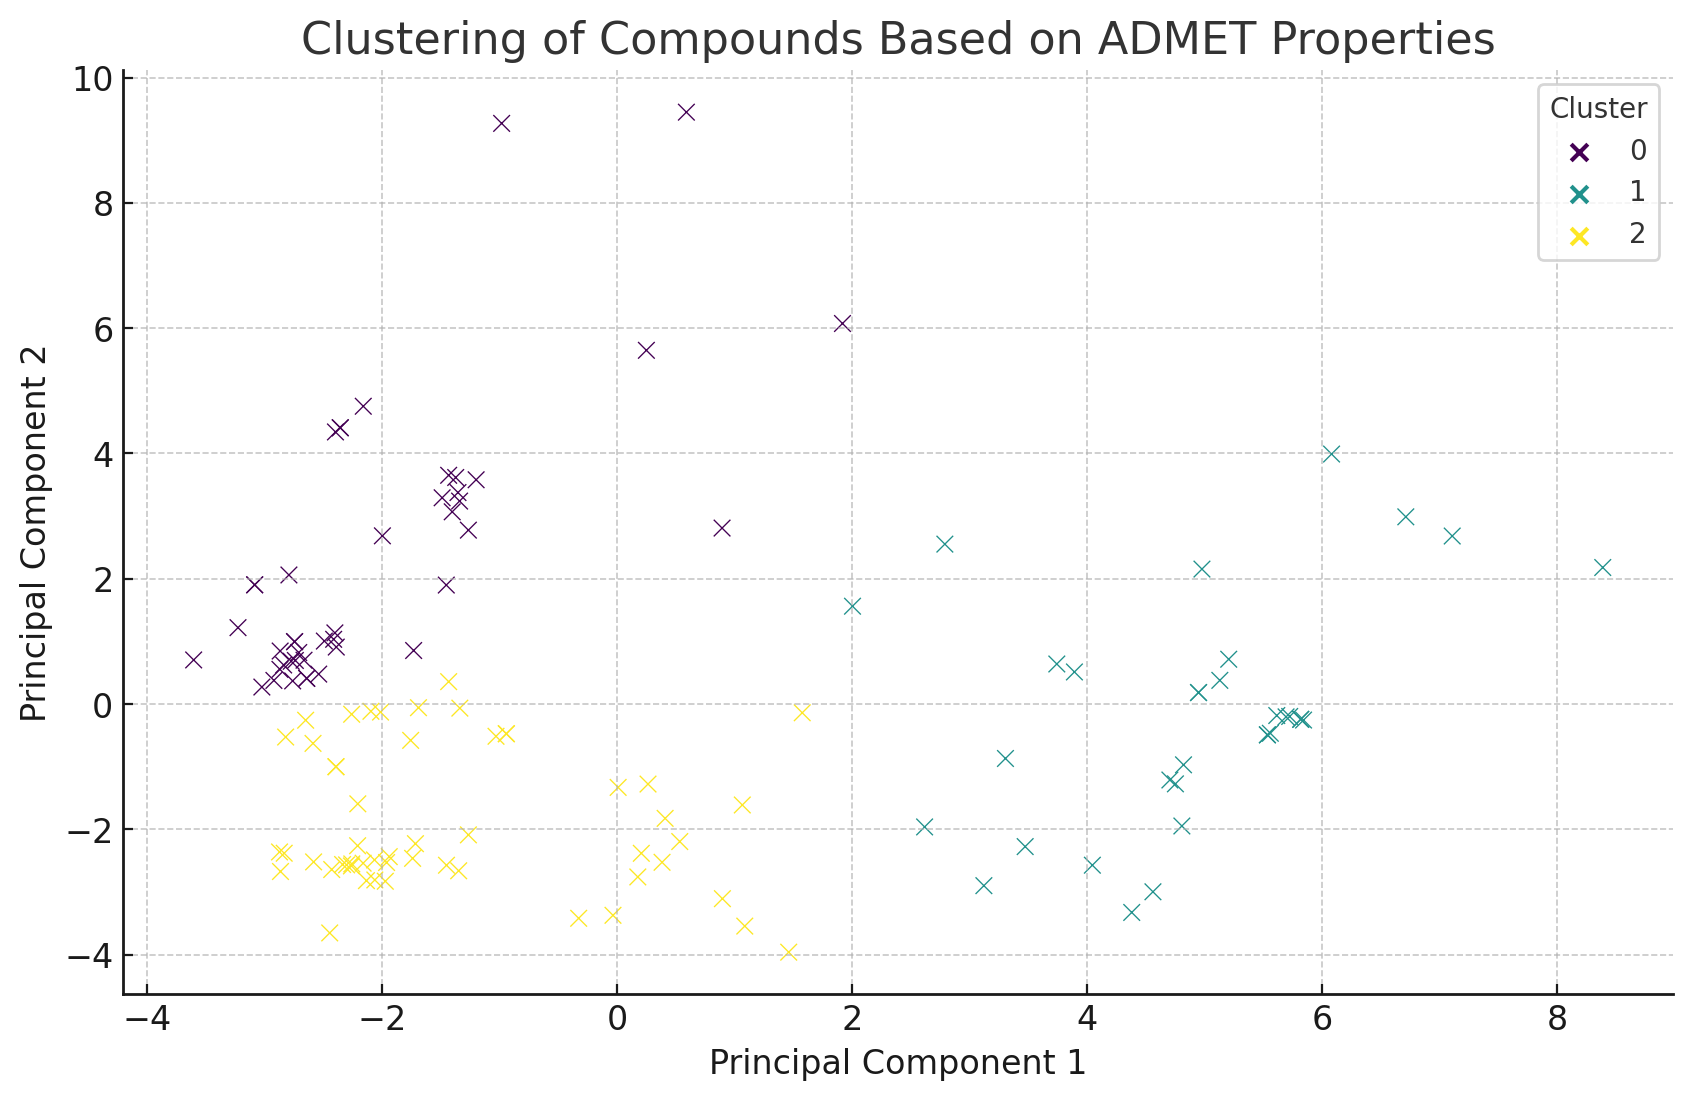 Clustering of Compounds Based on ADMET Properties
10
8
6
4
2
0
−2
−4
Principal Component 2
Cluster
0
1
2
−4 −2 0 2 4 6 8
Principal Component 1